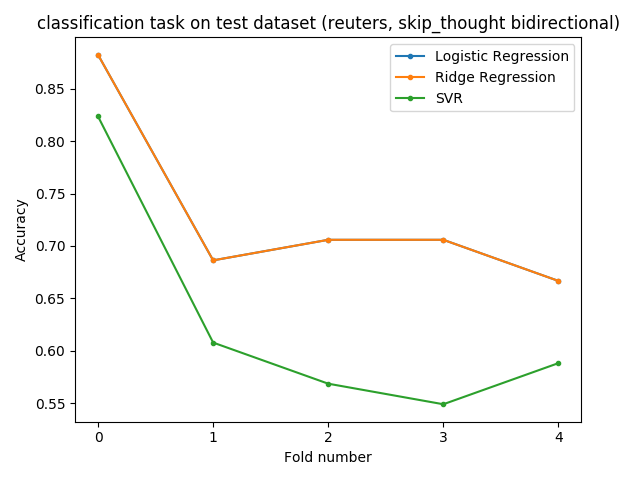 classification task on test dataset (reuters, skip_thought bidirectional)
Logistic Regression
Ridge Regression
SVR
Accuracy
0.85
0.80
0.75
0.70
0.65
0.60
0.55
0 1 2 3 4
Fold number